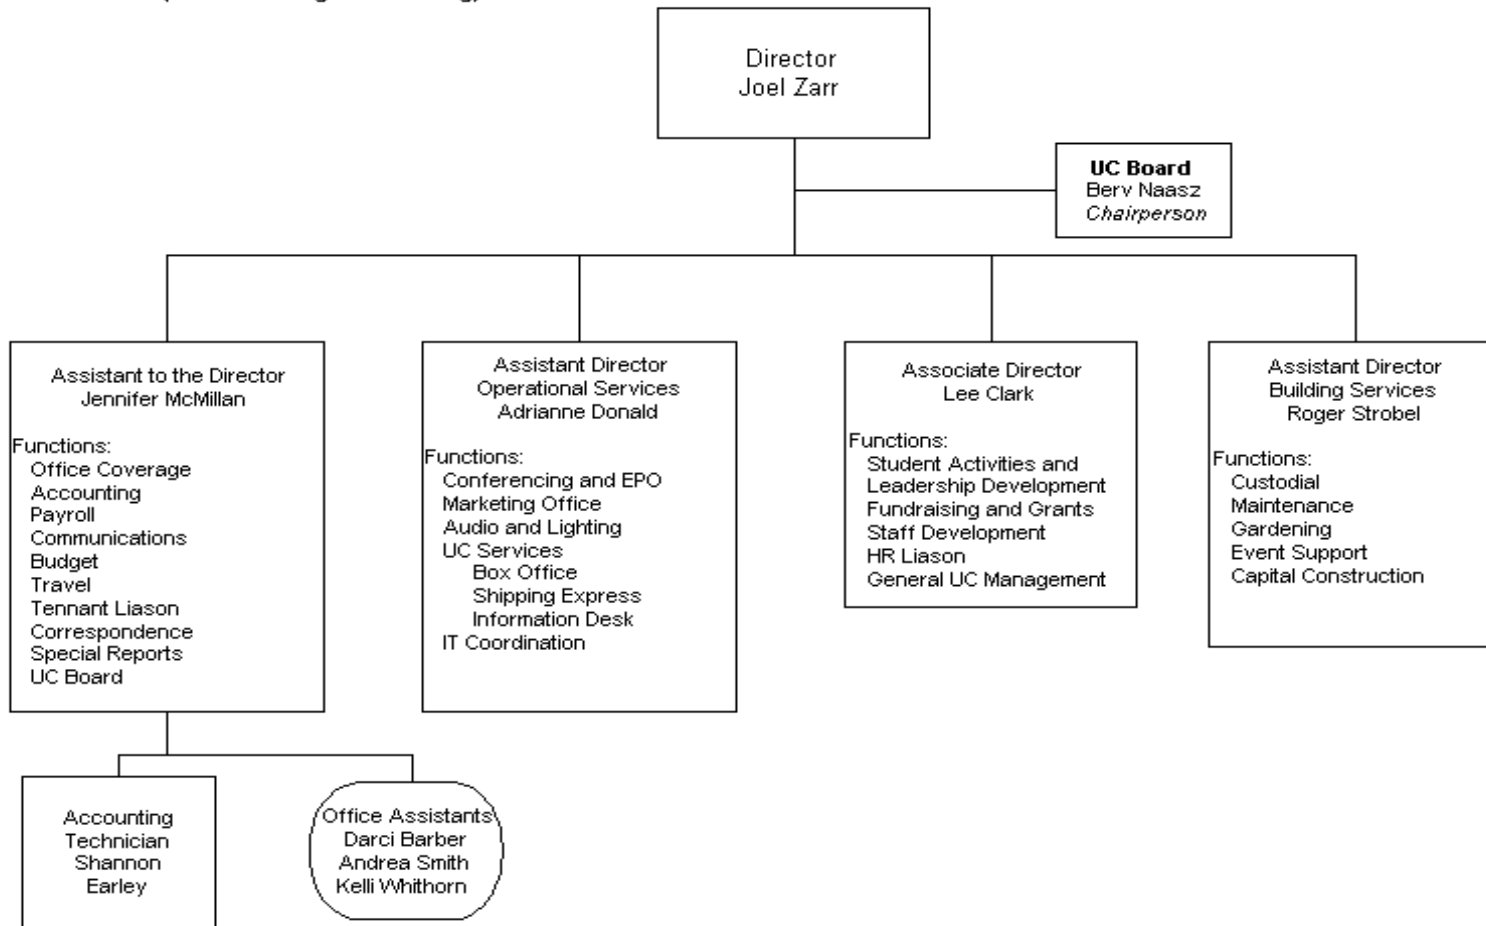 Director
Joel Zarr
UC Board
Berv Naasz
Chairperson
Assistant to the Director
Jennifer McMillan
Functions:
Office Coverage
Accounting
Payroll
Communications
Budget
Travel
Tennant Liason
Correspondence
Special Reports
UC Board
Assistant Director
Operational Services
Adrianne Donald
Functions:
Conferencing and EPO
Marketing Office
Audio and Lighting
UC Services
Box Office
Shipping Express
Information Desk
IT Coordination
Associate Director
Lee Clark
Functions:
Student Activities and
Leadership Development
Fundraising and Grants
Staff Development
HR Liason
General UC Management
Assistant Director
Building Services
Roger Strobel
Functions:
Custodial
Maintenance
Gardening
Event Support
Capital Construction
Accounting
Technician
Shannon
Earley
Office Assistants
Darci Barber
Andrea Smith
Kelli Whithorn